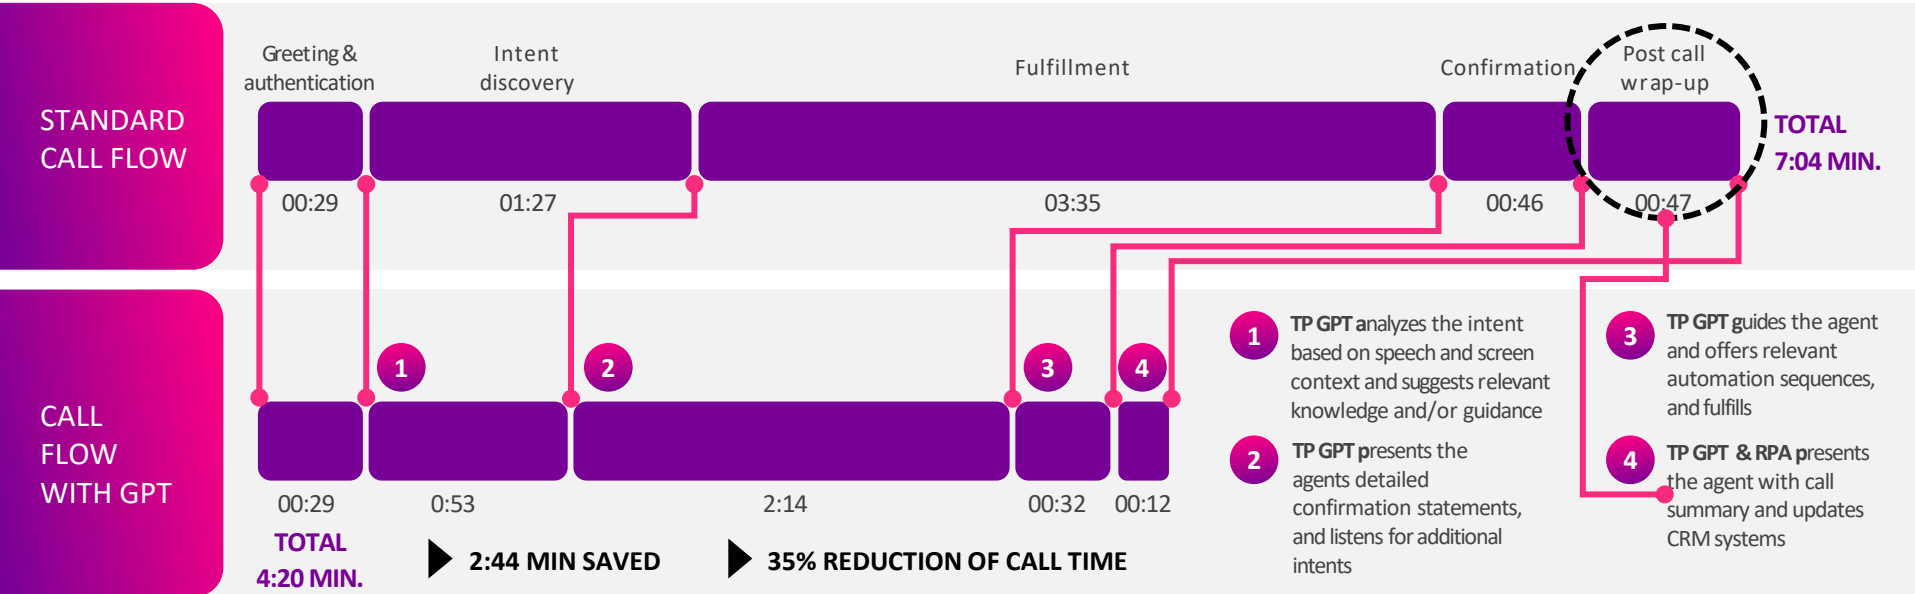 STANDARD
CALL FLOW
Greeting &
authentication
Intent
discovery
Fulfillment
Confirmation
Post call
wrap-up
00:29
01:27
03:35
00:46
00:47
TOTAL
7:04 MIN.
CALL
FLOW
WITH GPT
1
2
3
4
00:29
0:53
2:14
00:32
00:12
TOTAL
4:20 MIN.
2:44 MIN SAVED
35% REDUCTION OF CALL TIME
1
TP GPT analyzes the intent
based on speech and screen
context and suggests relevant
knowledge and/or guidance
2
TP GPT presents the
agents detailed
confirmation statements,
and listens for additional
intents
3
TP GPT guides the agent
and offers relevant
automation sequences,
and fulfills
4
TP GPT & RPA presents
the agent with call
summary and updates
CRM systems